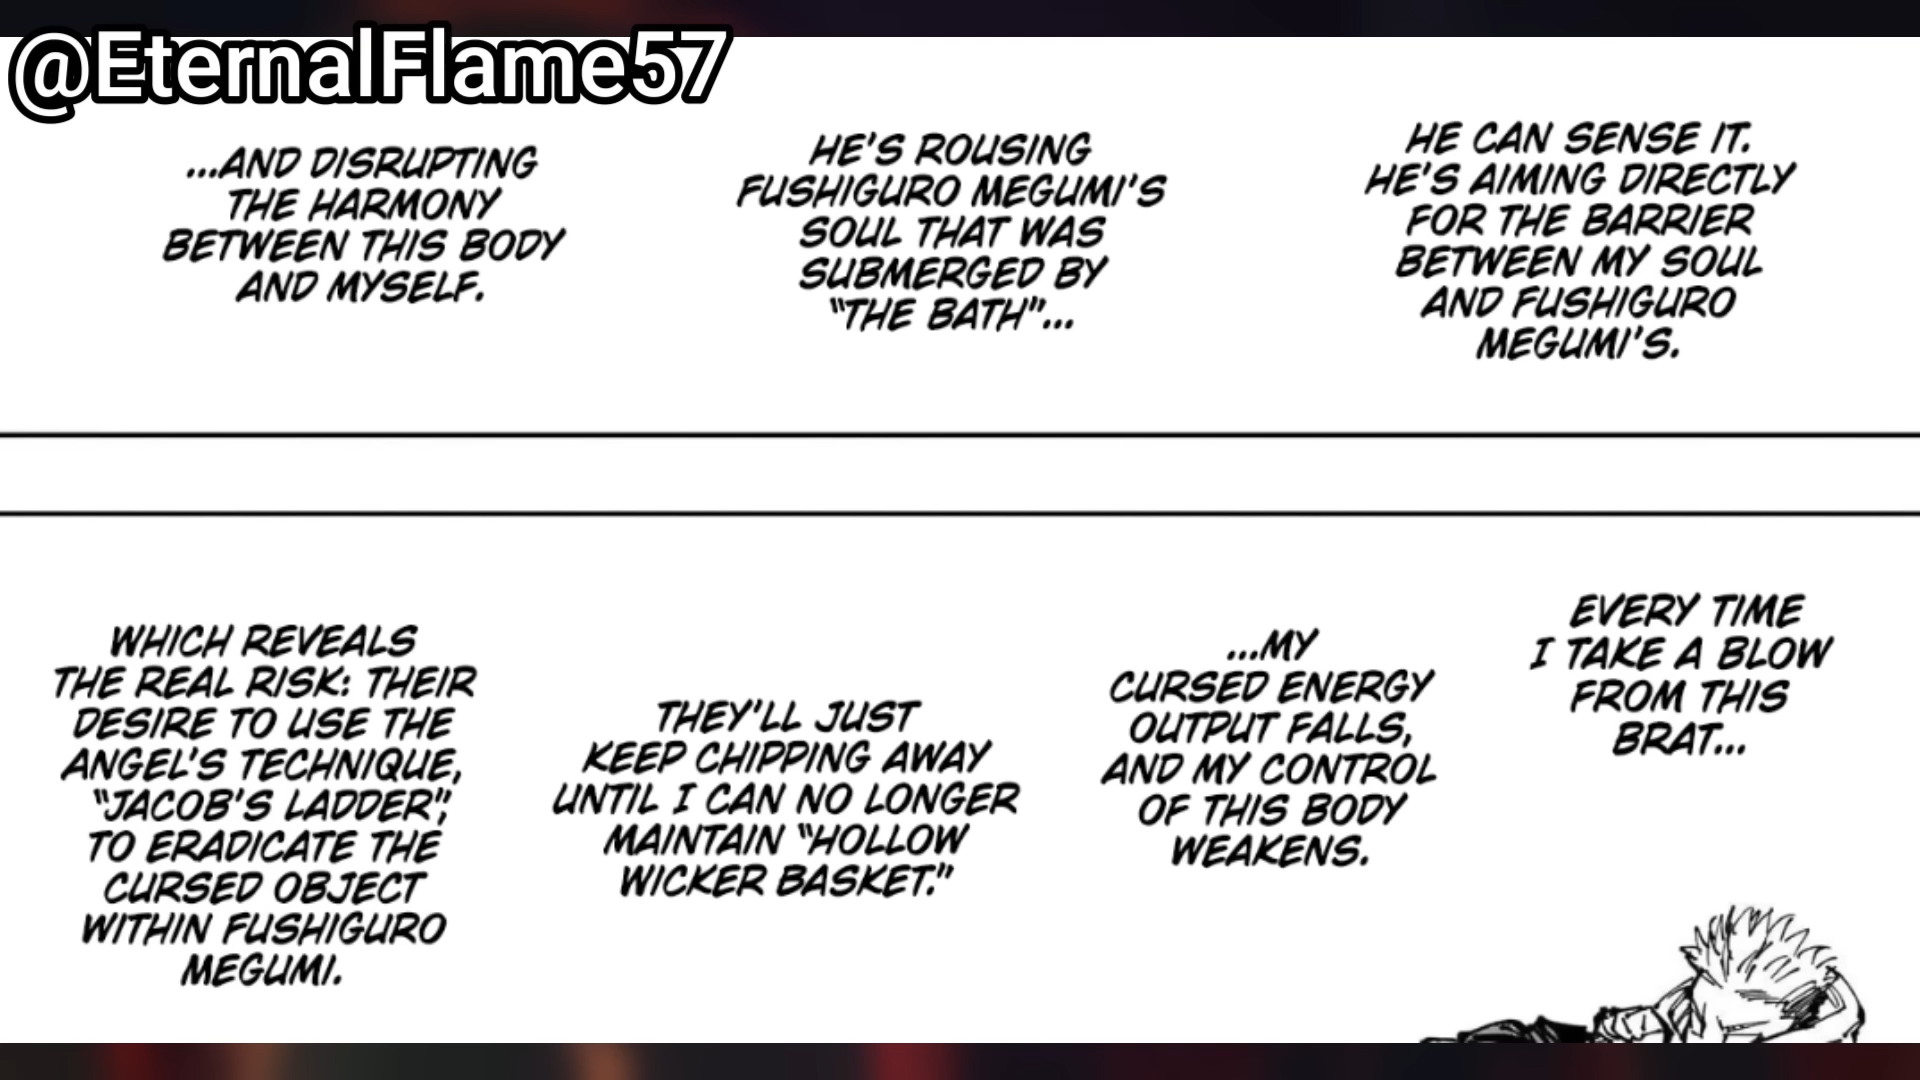 @EternalFlame57
HE CAN SENSE IT.
HE'S AIMING DIRECTLY
FOR THE BARRIER
BETWEEN MY SOUL
AND FUSHIGURO
MEGUMI'S.
HE'S ROUSING
FUSHIGURO MEGUMI'S
SOUL THAT WAS
SUBMERGED BY
"THE BATH"...
...AND DISRUPTING
THE HARMONY
BETWEEN THIS BODY
AND MYSELF.
EVERY TIME
I TAKE A BLOW
FROM THIS
BRAT...
...MY
CURSED ENERGY
OUTPUT FALLS,
AND MY CONTROL
OF THIS BODY
WEAKENS.
THEY'LL JUST
KEEP CHIPPING AWAY
UNTIL I CAN NO LONGER
MAINTAIN "HOLLOW
WICKER BASKET."
WHICH REVEALS
THE REAL RISK: THEIR
DESIRE TO USE THE
ANGEL'S TECHNIQUE,
"JACOB'S LADDER",
TO ERADICATE THE
CURSED OBJECT
WITHIN FUSHIGURO
MEGUMI.